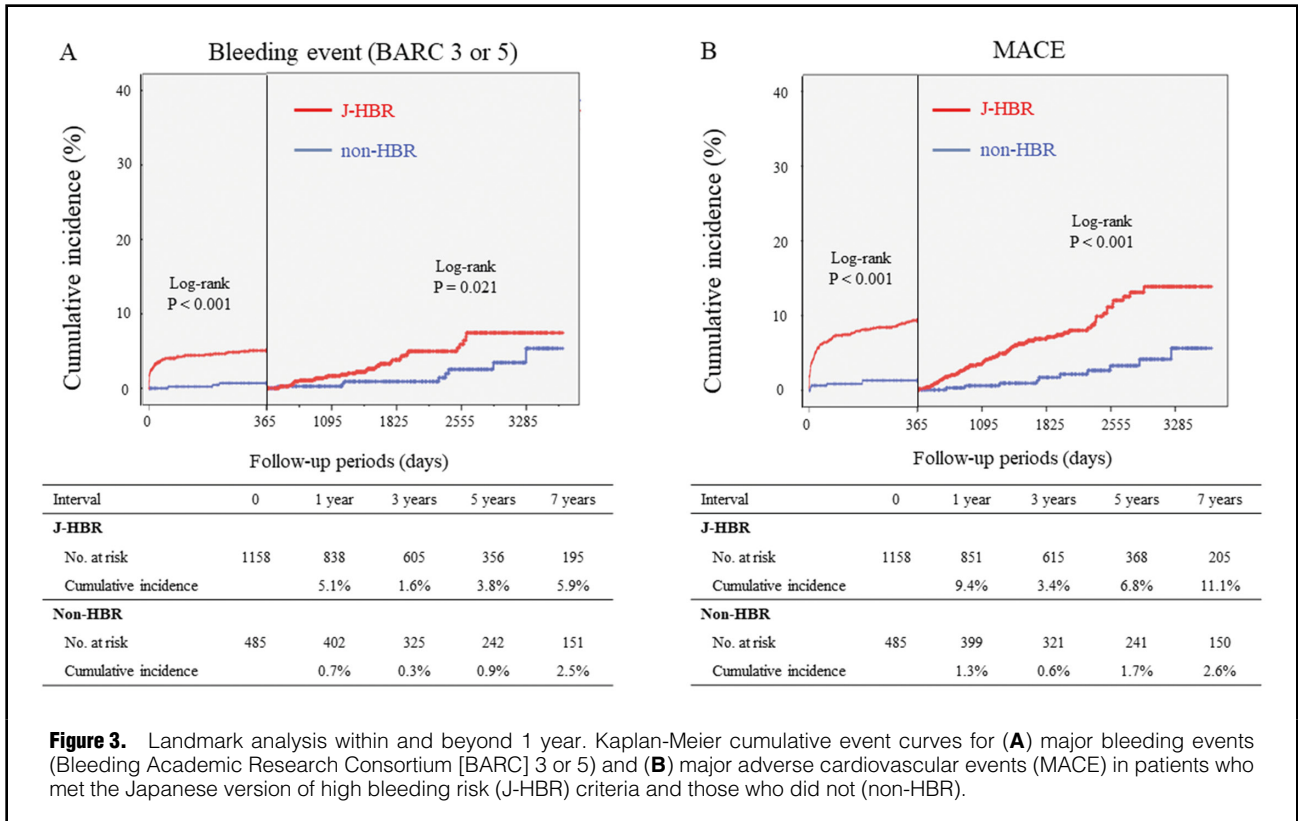 A
Bleeding event (BARC 3 or 5)
Cumulative incidence (%)
40
30
20
10
0
J-HBR
non-HBR
Log-rank
P < 0.001
Log-rank
P = 0.021
0 365 1095 1825 2555 3285
Follow-up periods (days)
Interval 0 1 year 3 years 5 years 7 years
J-HBR
No. at risk 1158 838 605 356 195
Cumulative incidence 5.1% 1.6% 3.8% 5.9%
Non-HBR
No. at risk 485 402 325 242 151
Cumulative incidence 0.7% 0.3% 0.9% 2.5%
B
MACE
Cumulative incidence (%)
40
30
20
10
0
J-HBR
non-HBR
Log-rank
P < 0.001
Log-rank
P < 0.001
0 365 1095 1825 2555 3285
Follow-up periods (days)
Interval 0 1 year 3 years 5 years 7 years
J-HBR
No. at risk 1158 851 615 368 205
Cumulative incidence 9.4% 3.4% 6.8% 11.1%
Non-HBR
No. at risk 485 399 321 241 150
Cumulative incidence 1.3% 0.6% 1.7% 2.6%
Figure 3. Landmark analysis within and beyond 1 year. Kaplan-Meier cumulative event curves for (A) major bleeding events
(Bleeding Academic Research Consortium [BARC] 3 or 5) and (B) major adverse cardiovascular events (MACE) in patients who
met the Japanese version of high bleeding risk (J-HBR) criteria and those who did not (non-HBR).